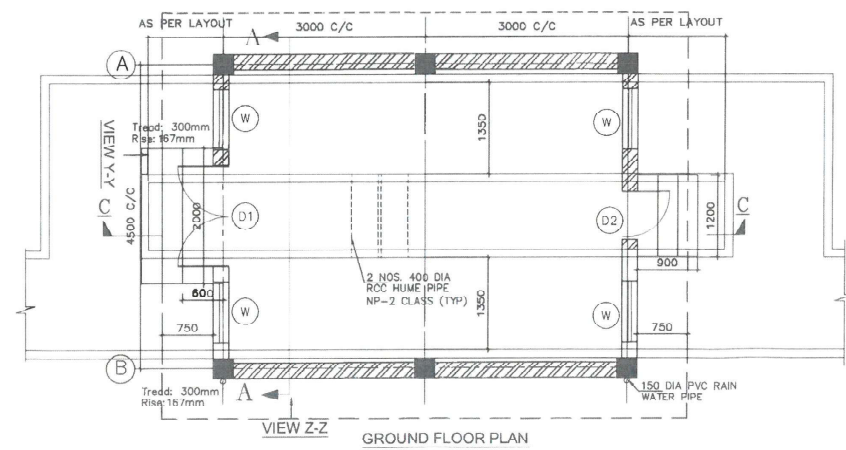 AS PER LAYOUT
3000 C/C
3000 C/C
AS PER LAYOUT
A
A
W
W
Tread: 300mm
Rise: 167mm
VIEW Y-Y
1350
C
4500 C/C
2000
D1
D2
1200
C
2 NOS. 400 DIA
RCC HUME PIPE
NP-2 CLASS (TYP)
900
600
W
1350
W
750
750
B
Tread: 300mm
Rise: 167mm
A
150 DIA PVC RAIN
WATER PIPE
VIEW Z-Z
GROUND FLOOR PLAN